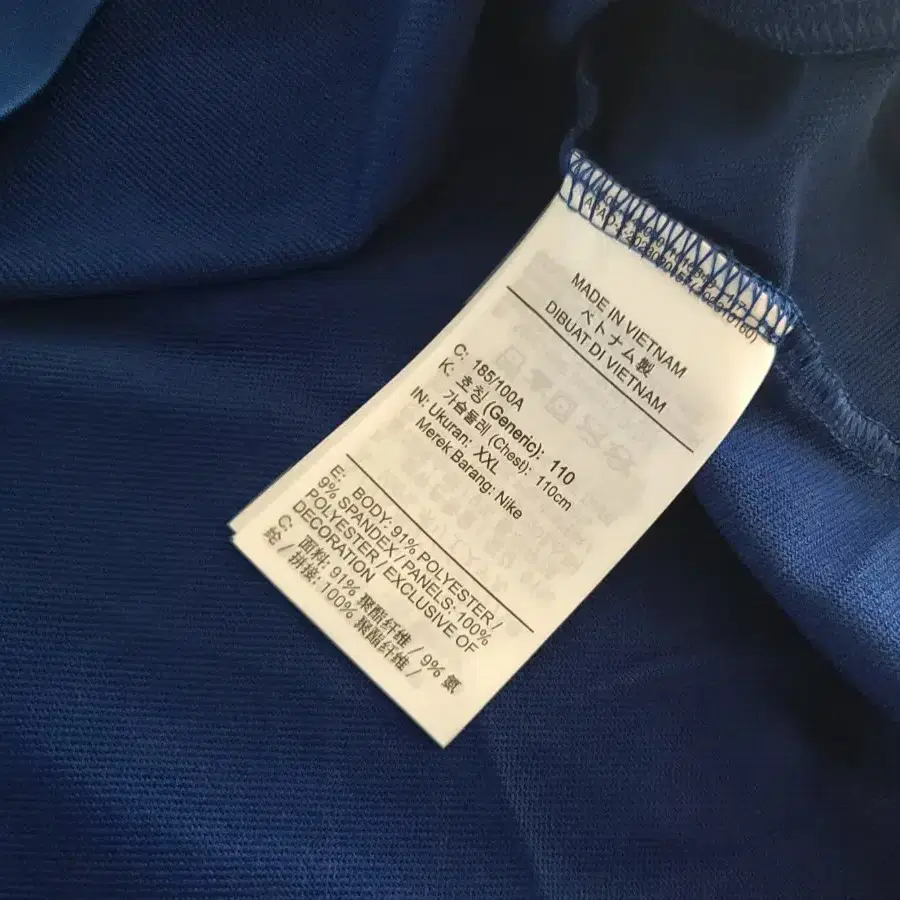 MADE IN VIETNAM
ベトナム製
DIBUAT DI VIETNAM
C: 185/100A
K: 호칭(Generic): 110
가슴둘레 (Chest): 110cm
IN: Ukuran: XXL
Merek Barang: Nike
E: BODY: 91% POLYESTER /
9% SPANDEX / PANELS: 100%
POLYESTER / EXCLUSIVE OF
DECORATION
C: 面料: 91% 聚酯纤维 / 9% 氨
纶 / 拼接: 100% 聚酯纤维 /